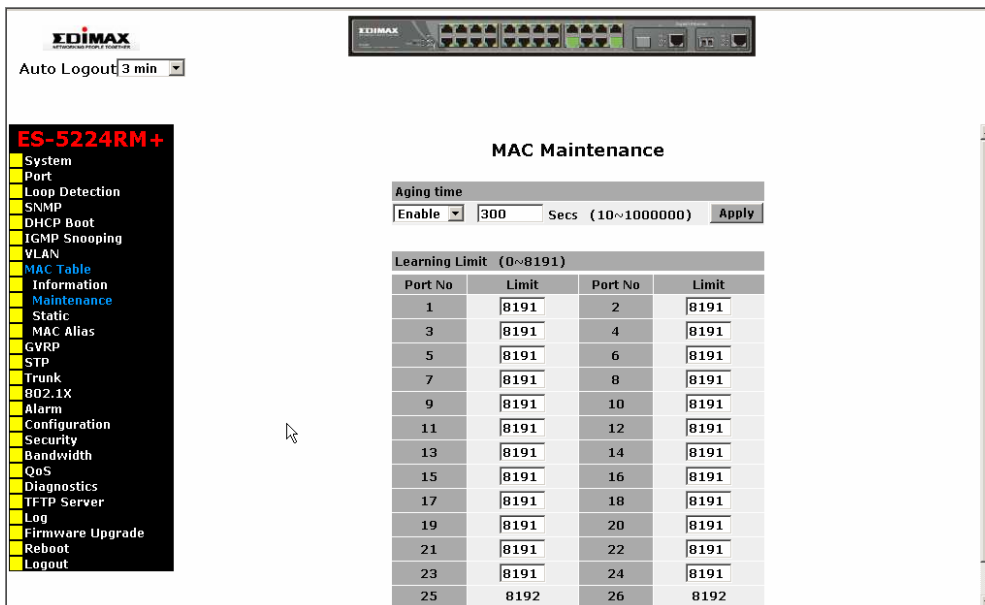 EDIMAX
NETWORKING PEOPLE TOGETHER
EDIMAX
Auto Logout 3 min
ES-5224RM+
System
Port
Loop Detection
SNMP
DHCP Boot
IGMP Snooping
VLAN
MAC Table
Information
Maintenance
Static
MAC Alias
GVRP
STP
Trunk
802.1X
Alarm
Configuration
Security
Bandwidth
QoS
Diagnostics
TFTP Server
Log
Firmware Upgrade
Reboot
Logout
MAC Maintenance
Aging time
Enable 300 Secs (10~1000000) Apply
Learning Limit (0~8191)
Port No Limit Port No Limit
1 8191 2 8191
3 8191 4 8191
5 8191 6 8191
7 8191 8 8191
9 8191 10 8191
11 8191 12 8191
13 8191 14 8191
15 8191 16 8191
17 8191 18 8191
19 8191 20 8191
21 8191 22 8191
23 8191 24 8191
25 8192 26 8192